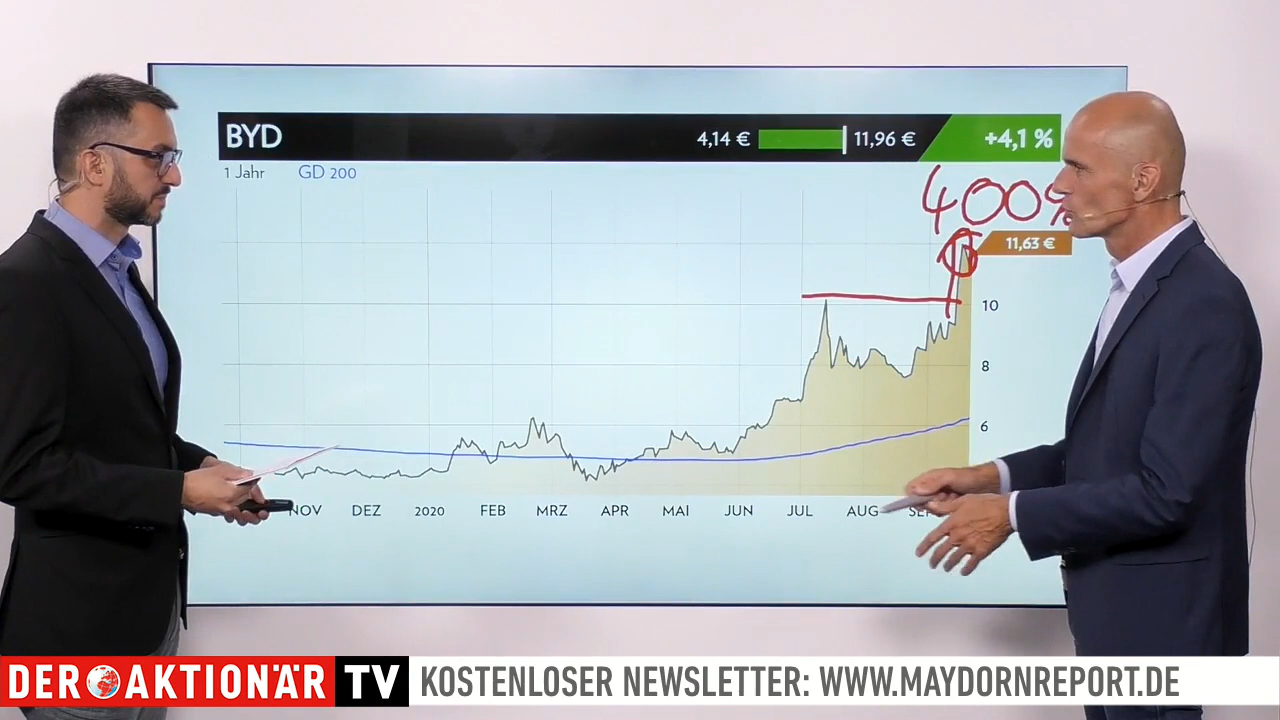 BYD 4,14 € 11,96 € +4,1 %
1 Jahr GD 200
400%
11,63 €
10
8
6
NOV DEZ 2020 FEB MRZ APR MAI JUN JUL AUG
DER AKTIONÄR TV KOSTENLOSER NEWSLETTER: WWW.MAYDORNREPORT.DE